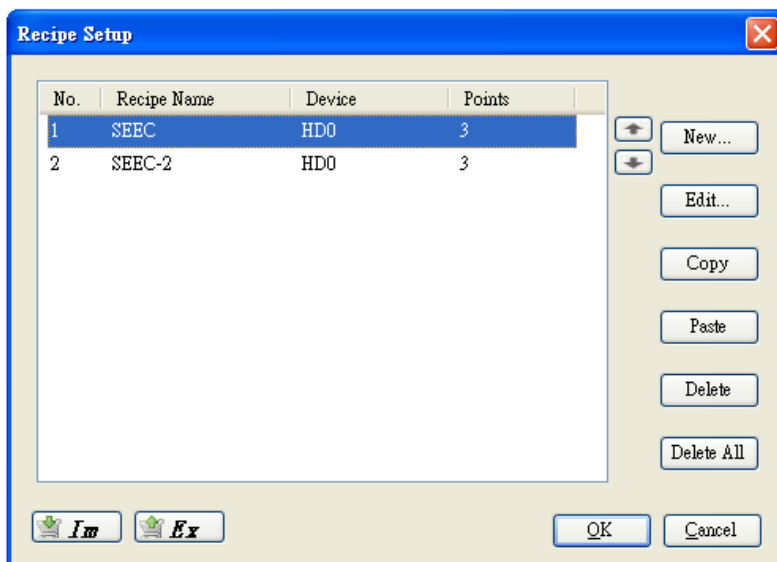 Recipe Setup
No. Recipe Name Device Points
1 SEEC HD0 3
2 SEEC-2 HD0 3
New...
Edit...
Copy
Paste
Delete
Delete All
Im Ex OK Cancel